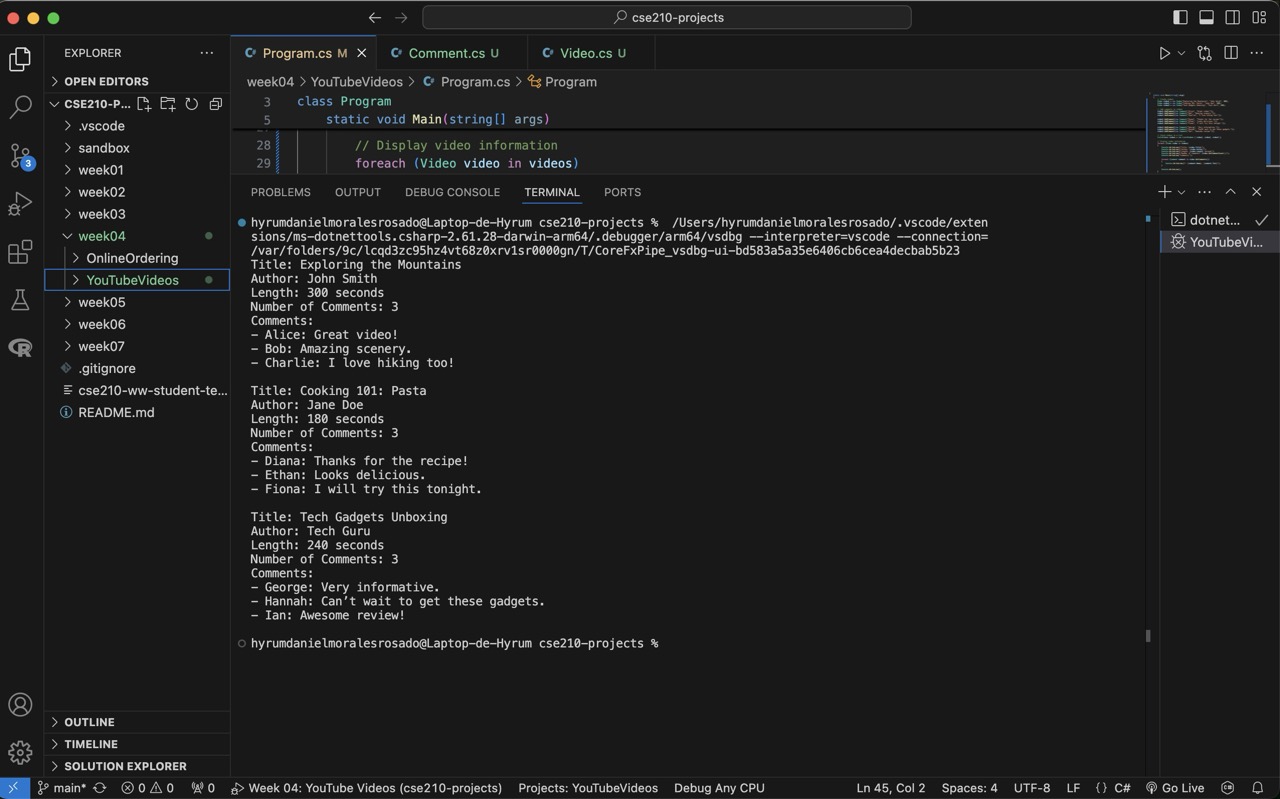 cse210-projects
EXPLORER
Program.cs M
Comment.cs U
Video.cs U
OPEN EDITORS
week04 > YouTubeVideos > Program.cs > Program
CSE210-P...
3 class Program
5 static void Main(string[] args)
28 // Display video information
29 foreach (Video video in videos)
.vscode
sandbox
week01
week02
week03
week04
OnlineOrdering
YouTubeVideos
week05
week06
week07
.gitignore
cse210-ww-student-te...
README.md
3
PROBLEMS OUTPUT DEBUG CONSOLE TERMINAL PORTS
hyrumdanielmoralesrosado@Laptop-de-Hyrum cse210-projects % /Users/hyrumdanielmoralesrosado/.vscode/exten
sions/ms-dotnettools.csharp-2.61.28-darwin-arm64/.debugger/arm64/vsdbg --interpreter=vscode --connection=
/var/folders/9c/lcqd3zc95hz4vt68z0xrv1sr0000gn/T/CoreFxPipe_vsdbg-ui-bd583a5a35e6406cb6cea4decbab5b23
Title: Exploring the Mountains
Author: John Smith
Length: 300 seconds
Number of Comments: 3
Comments:
- Alice: Great video!
- Bob: Amazing scenery.
- Charlie: I love hiking too!
Title: Cooking 101: Pasta
Author: Jane Doe
Length: 180 seconds
Number of Comments: 3
Comments:
- Diana: Thanks for the recipe!
- Ethan: Looks delicious.
- Fiona: I will try this tonight.
Title: Tech Gadgets Unboxing
Author: Tech Guru
Length: 240 seconds
Number of Comments: 3
Comments:
- George: Very informative.
- Hannah: Can't wait to get these gadgets.
- Ian: Awesome review!
hyrumdanielmoralesrosado@Laptop-de-Hyrum cse210-projects %
dotnet...
YouTubeVi...
OUTLINE
TIMELINE
SOLUTION EXPLORER
main* 0 0 0 Week 04: YouTube Videos (cse210-projects) Projects: YouTubeVideos Debug Any CPU Ln 45, Col 2 Spaces: 4 UTF-8 LF {} C# Go Live